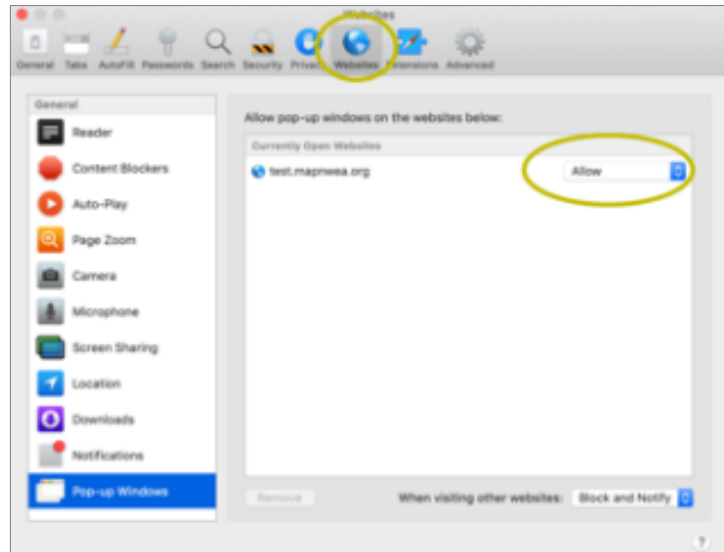 Websites
General Tabs AutoFill Passwords Search Security Privacy Websites Extensions Advanced
General
Reader
Content Blockers
Auto-Play
Page Zoom
Camera
Microphone
Screen Sharing
Location
Downloads
Notifications
Pop-up Windows
Allow pop-up windows on the websites below:
Currently Open Websites
test.mapnwea.org Allow
Remove When visiting other websites: Block and Notify
?